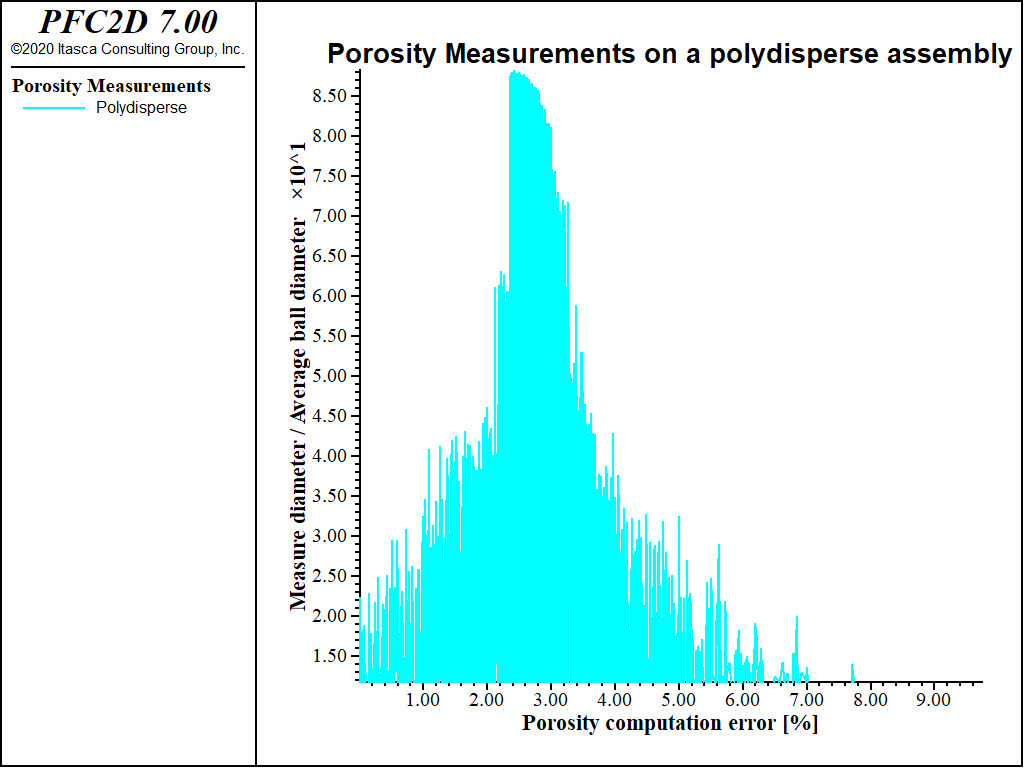 PFC2D 7.00
©2020 Itasca Consulting Group, Inc.
Porosity Measurements
Polydisperse
Porosity Measurements on a polydisperse assembly
Measure diameter / Average ball diameter ×10^1
8.50
8.00
7.50
7.00
6.50
6.00
5.50
5.00
4.50
4.00
3.50
3.00
2.50
2.00
1.50
1.00 2.00 3.00 4.00 5.00 6.00 7.00 8.00 9.00
Porosity computation error [%]